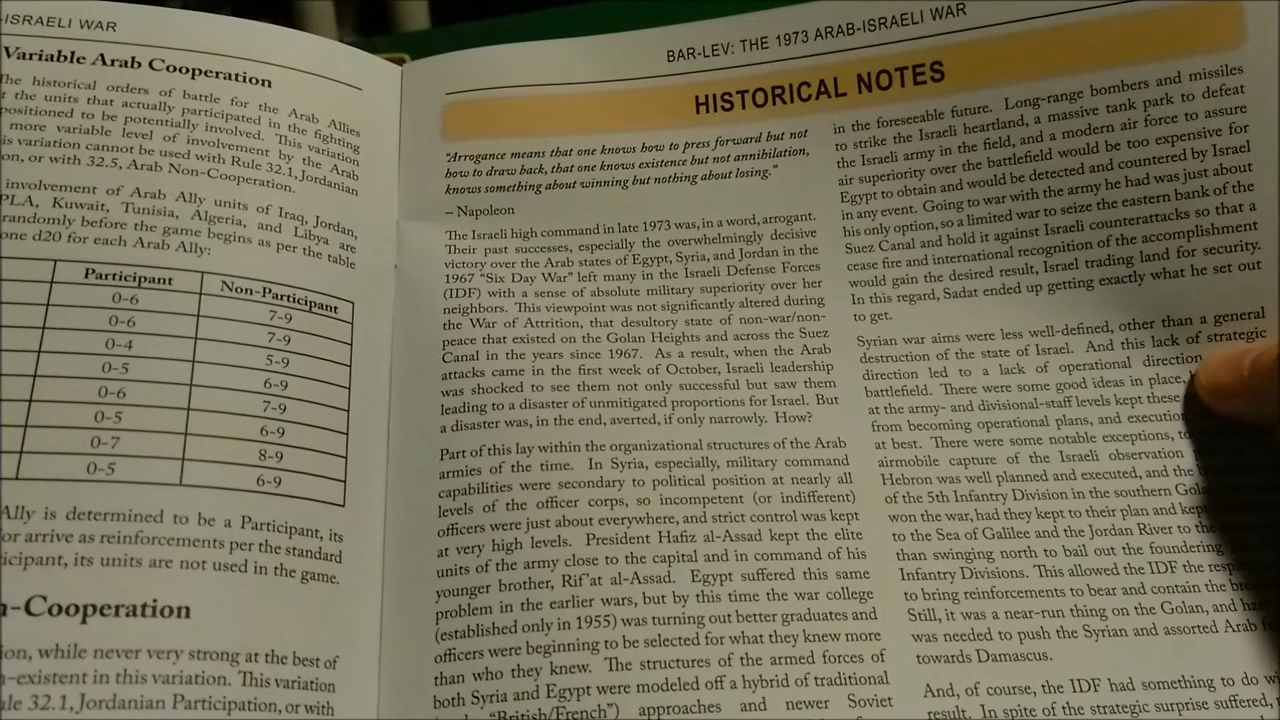 -ISRAELI WAR
Variable Arab Cooperation
The historical orders of battle for the Arab Allies
the units that actually participated in the fighting
positioned to be potentially involved. This variation
more variable level of involvement by the Arab
is variation cannot be used with Rule 32.1, Jordanian
on, or with 32.5, Arab Non-Cooperation.
involvement of Arab Ally units of Iraq, Jordan,
PLA, Kuwait, Tunisia, Algeria, and Libya are
randomly before the game begins as per the table
one d20 for each Arab Ally:
Participant Non-Participant
0-6 7-9
0-6 7-9
0-4 5-9
0-5 6-9
0-6 7-9
0-5 6-9
0-7 8-9
0-5 6-9
Ally is determined to be a Participant, its
or arrive as reinforcements per the standard
icipant, its units are not used in the game.
n-Cooperation
ion, while never very strong at the best of
-existent in this variation. This variation
ule 32.1, Jordanian Participation, or with
BAR-LEV: THE 1973 ARAB-ISRAELI WAR
HISTORICAL NOTES
"Arrogance means that one knows how to press forward but not
how to draw back, that one knows existence but not annihilation,
knows something about winning but nothing about losing."
– Napoleon
The Israeli high command in late 1973 was, in a word, arrogant.
Their past successes, especially the overwhelmingly decisive
victory over the Arab states of Egypt, Syria, and Jordan in the
1967 "Six Day War" left many in the Israeli Defense Forces
(IDF) with a sense of absolute military superiority over her
neighbors. This viewpoint was not significantly altered during
the War of Attrition, that desultory state of non-war/non-
peace that existed on the Golan Heights and across the Suez
Canal in the years since 1967. As a result, when the Arab
attacks came in the first week of October, Israeli leadership
was shocked to see them not only successful but saw them
leading to a disaster of unmitigated proportions for Israel. But
a disaster was, in the end, averted, if only narrowly. How?
Part of this lay within the organizational structures of the Arab
armies of the time. In Syria, especially, military command
capabilities were secondary to political position at nearly all
levels of the officer corps, so incompetent (or indifferent)
officers were just about everywhere, and strict control was kept
at very high levels. President Hafiz al-Assad kept the elite
units of the army close to the capital and in command of his
younger brother, Rif'at al-Assad. Egypt suffered this same
problem in the earlier wars, but by this time the war college
(established only in 1955) was turning out better graduates and
officers were beginning to be selected for what they knew more
than who they knew. The structures of the armed forces of
both Syria and Egypt were modeled off a hybrid of traditional
"British/French") approaches and newer Soviet
in the foreseeable future. Long-range bombers and missiles
to strike the Israeli heartland, a massive tank park to defeat
the Israeli army in the field, and a modern air force to assure
air superiority over the battlefield would be too expensive for
Egypt to obtain and would be detected and countered by Israel
in any event. Going to war with the army he had was just about
his only option, so a limited war to seize the eastern bank of the
Suez Canal and hold it against Israeli counterattacks so that a
cease fire and international recognition of the accomplishment
would gain the desired result, Israel trading land for security.
In this regard, Sadat ended up getting exactly what he set out
to get.
Syrian war aims were less well-defined, other than a general
destruction of the state of Israel. And this lack of strategic
direction led to a lack of operational direction
battlefield. There were some good ideas in place,
at the army- and divisional-staff levels kept these
from becoming operational plans, and execution
at best. There were some notable exceptions, to
airmobile capture of the Israeli observation
Hebron was well planned and executed, and the
of the 5th Infantry Division in the southern Gol
won the war, had they kept to their plan and kept
to the Sea of Galilee and the Jordan River to the
than swinging north to bail out the foundering
Infantry Divisions. This allowed the IDF the resp
to bring reinforcements to bear and contain the br
Still, it was a near-run thing on the Golan, and ha
was needed to push the Syrian and assorted Arab
towards Damascus.
And, of course, the IDF had something to do wi
result. In spite of the strategic surprise suffered,